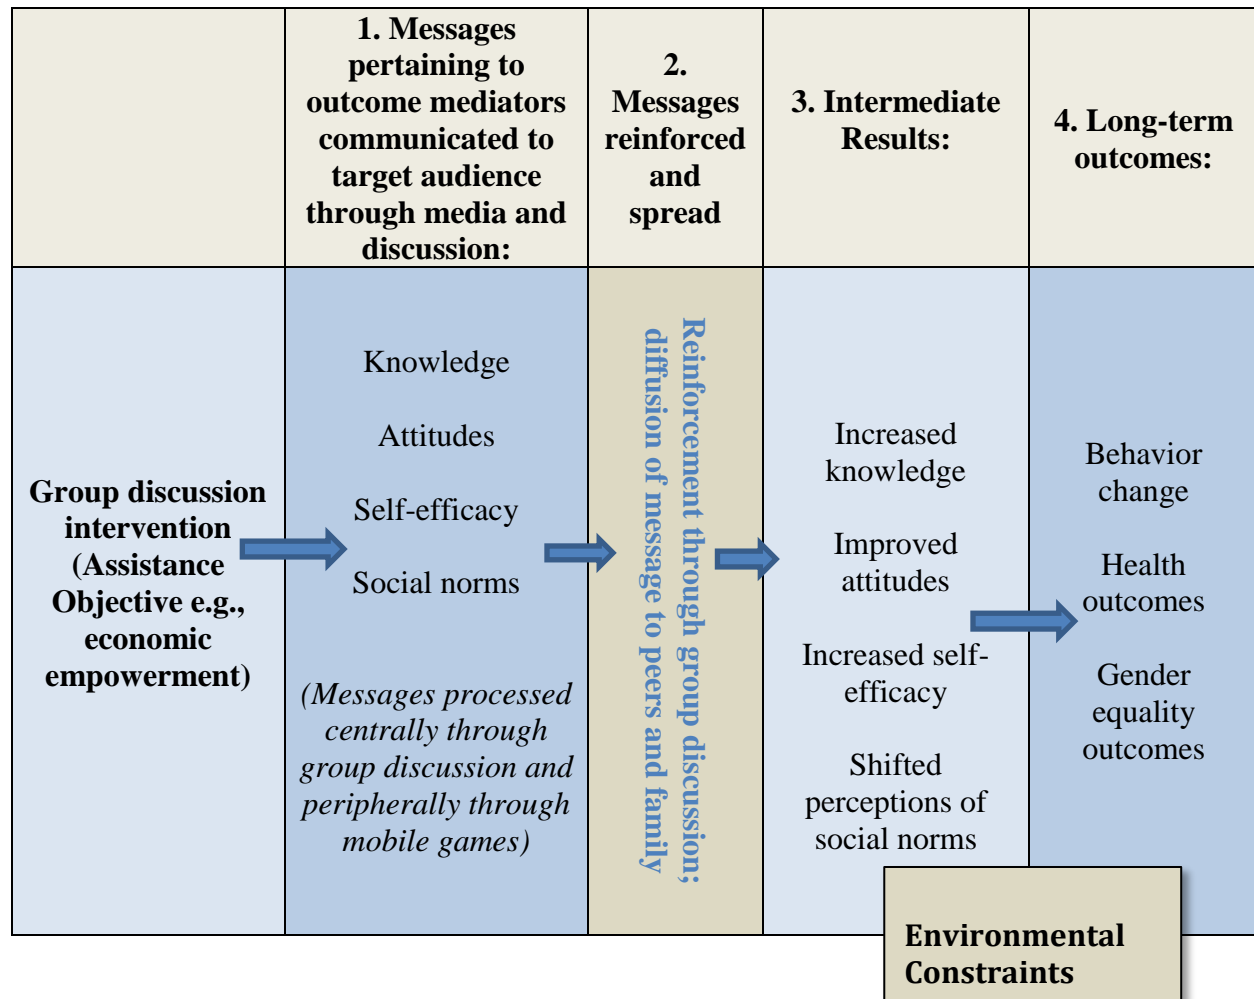 1. Messages
pertaining to
outcome mediators
communicated to
target audience
through media and
discussion:
2.
Messages
reinforced
and
spread
3. Intermediate
Results:
4. Long-term
outcomes:
Group discussion
intervention
(Assistance
Objective e.g.,
economic
empowerment)
Knowledge
Attitudes
Self-efficacy
Social norms
(Messages processed
centrally through
group discussion and
peripherally through
mobile games)
Reinforcement through group discussion;
diffusion of message to peers and family
Increased
knowledge
Improved
attitudes
Increased self-
efficacy
Shifted
perceptions of
social norms
Behavior
change
Health
outcomes
Gender
equality
outcomes
Environmental
Constraints